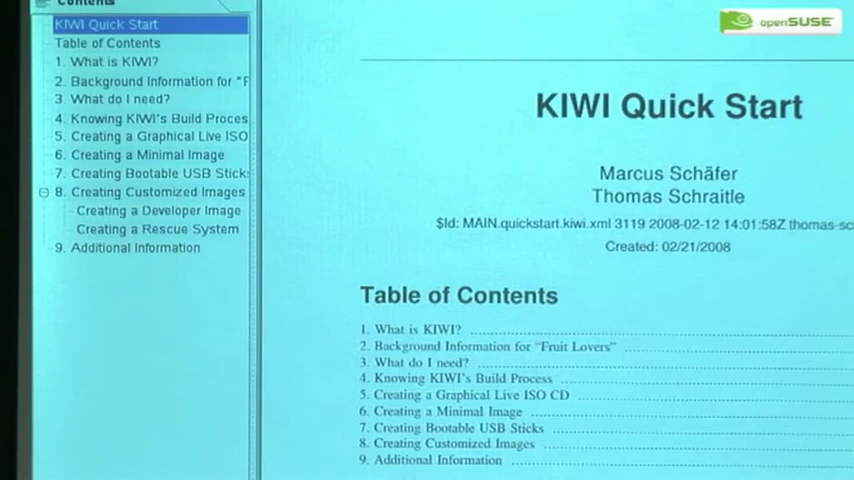 Contents
openSUSE
KIWI Quick Start
Table of Contents
1. What is KIWI?
2. Background Information for "F
3. What do I need?
4. Knowing KIWI's Build Proces
5. Creating a Graphical Live ISO
6. Creating a Minimal Image
7. Creating Bootable USB Sticks
8. Creating Customized Images
Creating a Developer Image
Creating a Rescue System
9. Additional Information
KIWI Quick Start
Marcus Schäfer
Thomas Schraitle
$Id: MAIN.quickstart.kiwi.xml 3119 2008-02-12 14:01:58Z thomas-sc
Created: 02/21/2008
Table of Contents
1. What is KIWI?
2. Background Information for “Fruit Lovers”
3. What do I need?
4. Knowing KIWI's Build Process
5. Creating a Graphical Live ISO CD
6. Creating a Minimal Image
7. Creating Bootable USB Sticks
8. Creating Customized Images
9. Additional Information